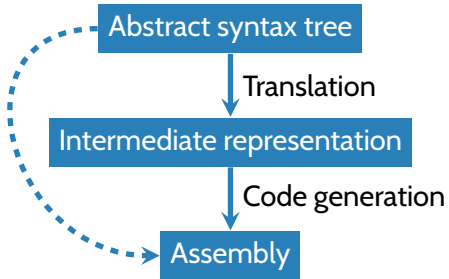 Abstract syntax tree
Translation
Intermediate representation
Code generation
Assembly